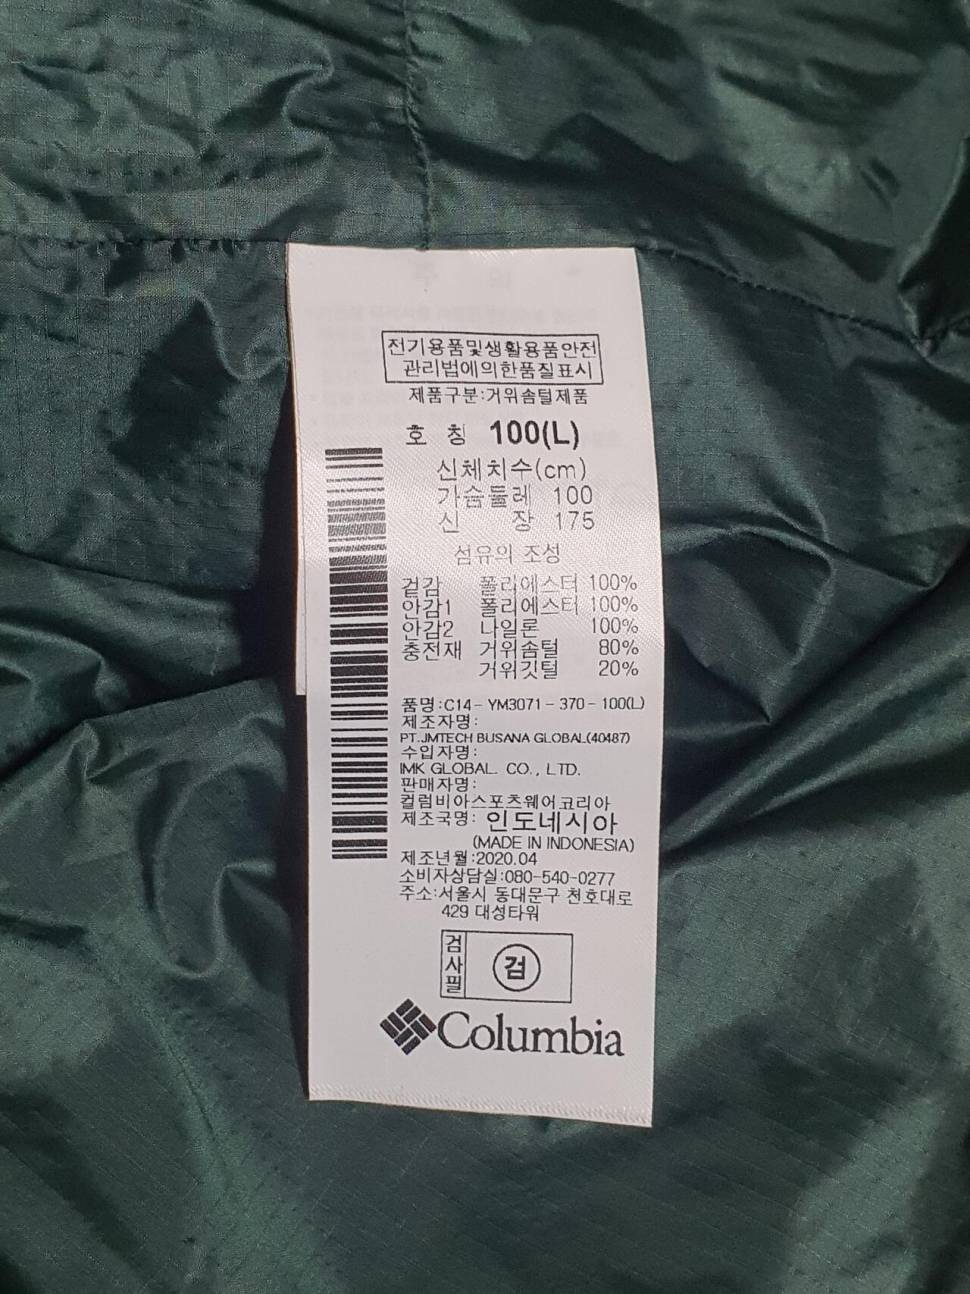 전기용품및생활용품안전
관리법에의한품질표시
제품구분:거위솜털제품
호 칭 100(L)
신체치수(cm)
가슴둘레 100
신 장 175
섬유의 조성
겉감 폴리에스터 100%
안감1 폴리에스터 100%
안감2 나일론 100%
충전재 거위솜털 80%
거위깃털 20%
품명:C14-YM3071-370-100(L)
제조자명:
PT.JMTECH BUSANA GLOBAL(40487)
수입자명:
IMK GLOBAL. CO., LTD.
판매자명:
컬럼비아스포츠웨어코리아
제조국명: 인도네시아
(MADE IN INDONESIA)
제조년월:2020.04
소비자상담실:080-540-0277
주소:서울시 동대문구 천호대로
429 대성타워
검사필
검
Columbia